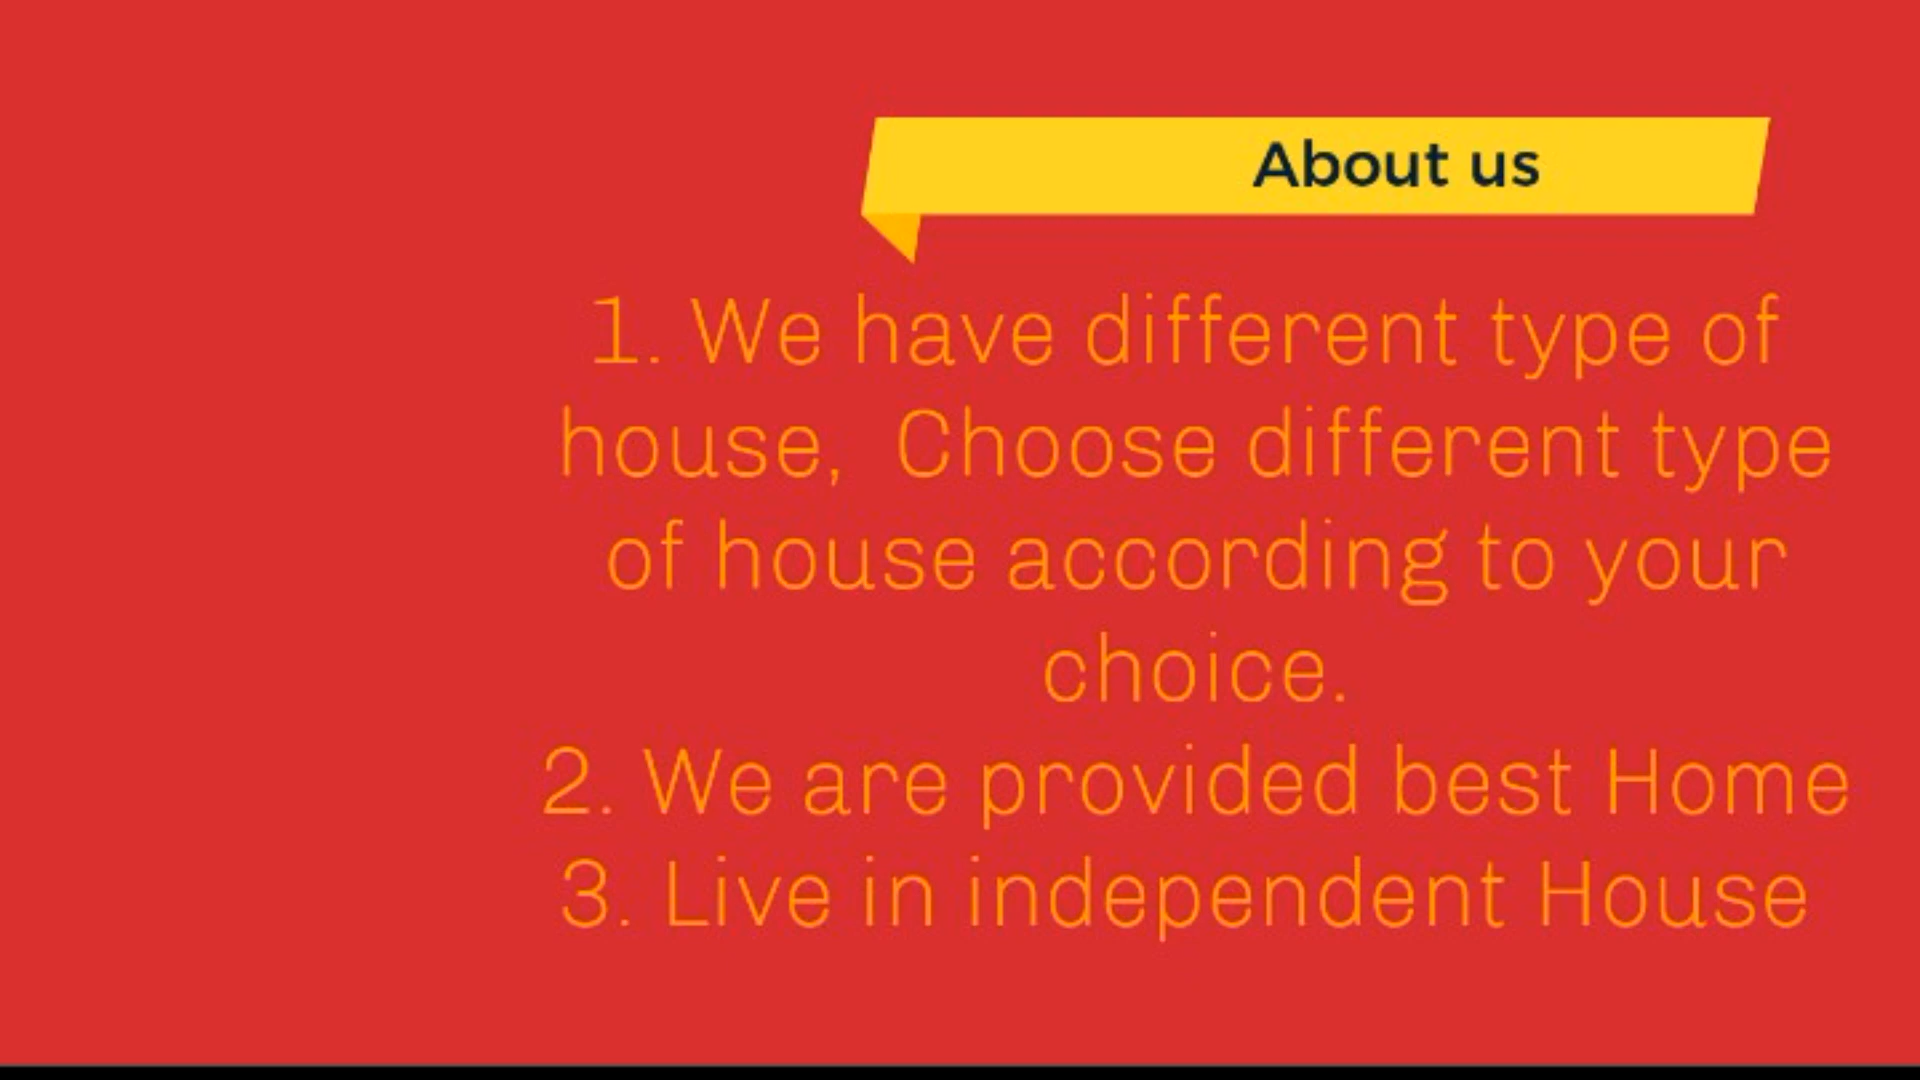 About us
1. We have different type of
house,  Choose different type
of house according to your
choice.
2. We are provided best Home
3. Live in independent House